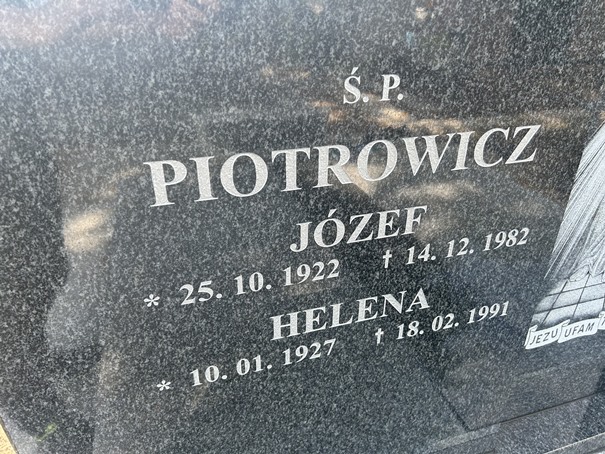 Ś. P.
PIOTROWICZ
JÓZEF
* 25. 10. 1922 † 14. 12. 1982
HELENA
* 10. 01. 1927 † 18. 02. 1991
JEZU UFAM